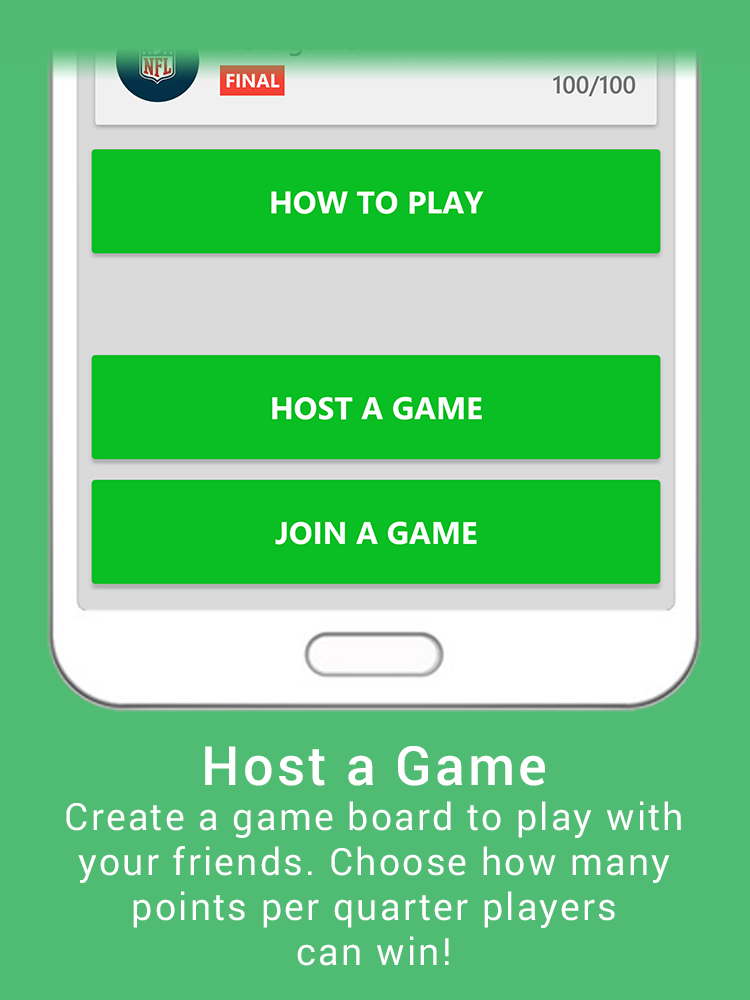 NFL
FINAL
100/100
HOW TO PLAY
HOST A GAME
JOIN A GAME
Host a Game
Create a game board to play with
your friends. Choose how many
points per quarter players
can win!